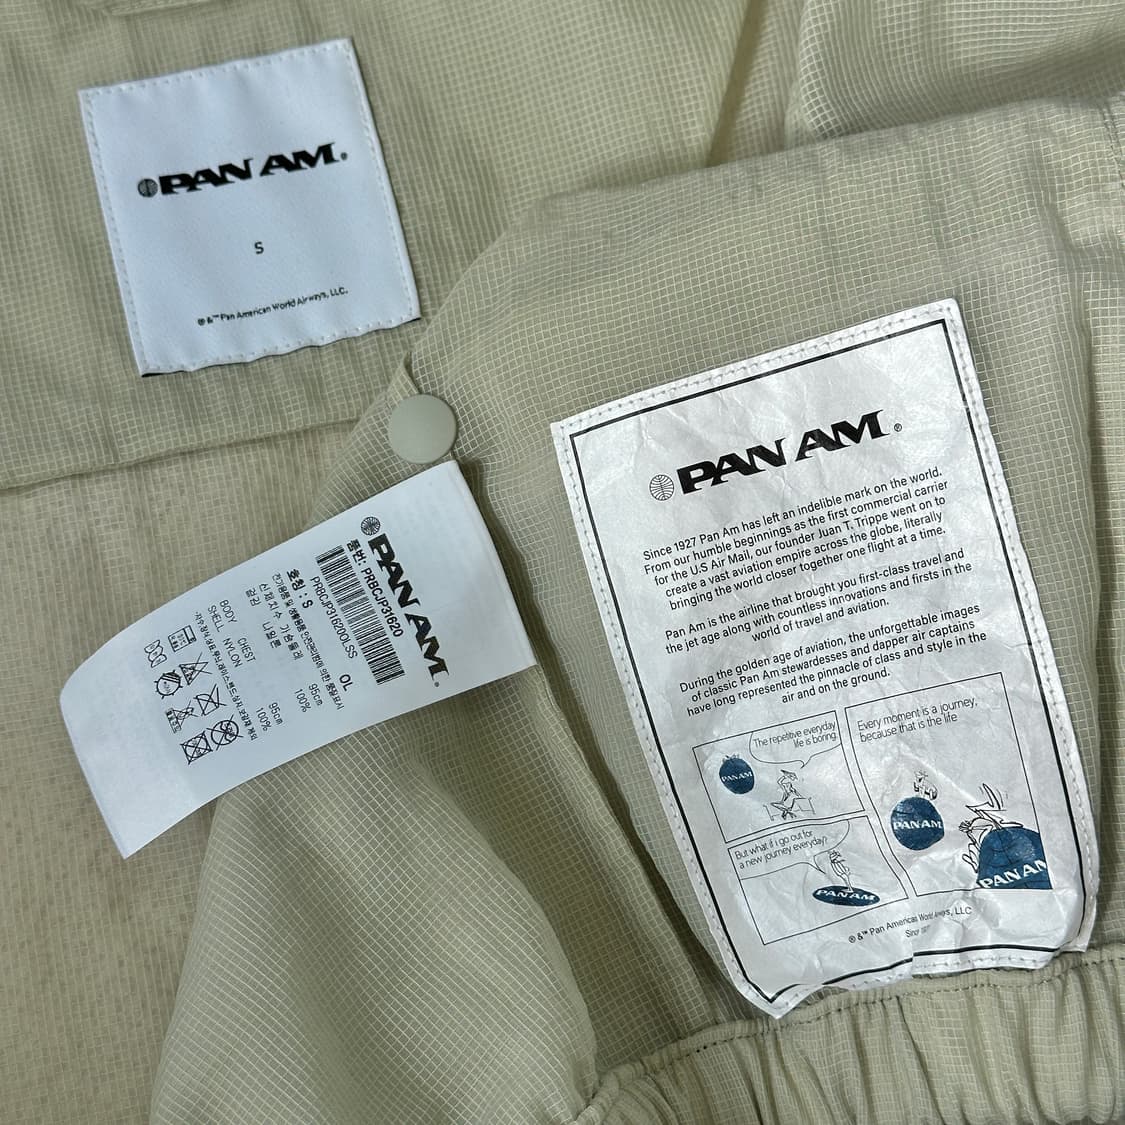 PAN AM®
S
® & ™ Pan American World Airways, LLC.
PAN AM®
품번: PRBCJP31620
PRBCJP31620OLSS
OL
호칭: S
신체치수 가슴둘레 95cm
겉감 나일론 100%
BODY CHEST 95cm
SHELL NYLON 100%
PAN AM®
Since 1927 Pan Am has left an indelible mark on the world.
From our humble beginnings as the first commercial carrier
for the U.S Air Mail, our founder Juan T. Trippe went on to
create a vast aviation empire across the globe, literally
bringing the world closer together one flight at a time.
Pan Am is the airline that brought you first-class travel and
the jet age along with countless innovations and firsts in the
world of travel and aviation.
During the golden age of aviation, the unforgettable images
of classic Pan Am stewardesses and dapper air captains
have long represented the pinnacle of class and style in the
air and on the ground.
The repetitive everyday
life is boring.
PAN AM
Every moment is a journey,
because that is the life
PAN AM
PAN AM
But what if i go out for
a new journey everyday?
PAN AM
® & ™ Pan American World Airways, LLC
Since